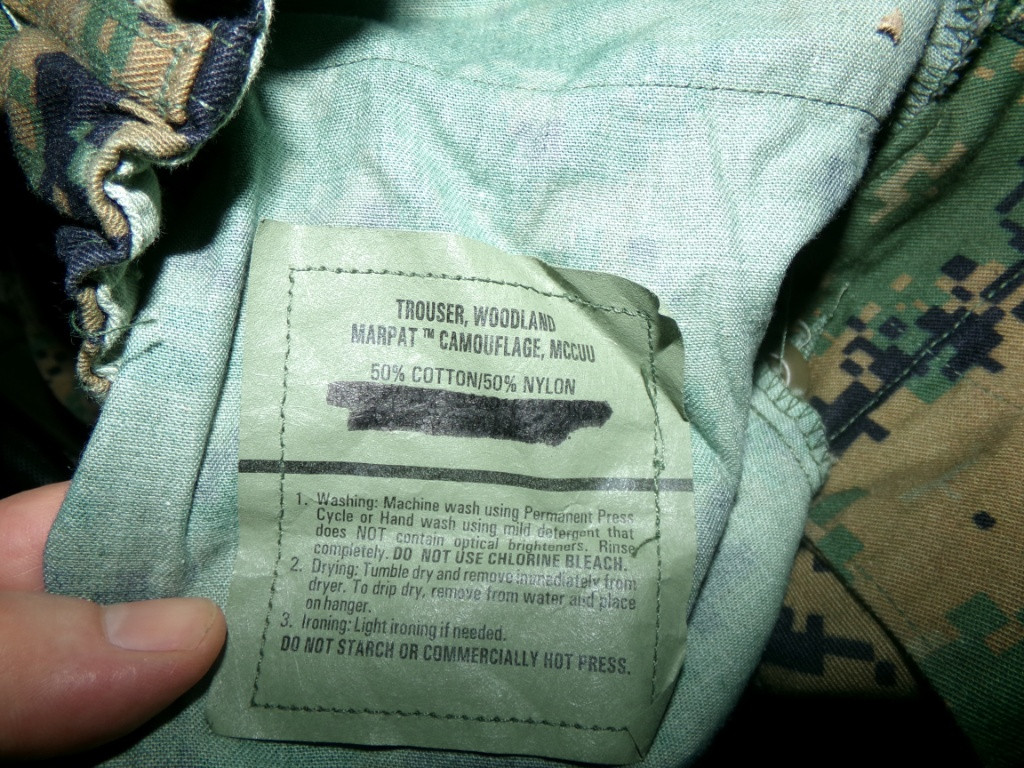 TROUSER, WOODLAND
MARPAT™ CAMOUFLAGE, MCCUU
50% COTTON/50% NYLON
1. Washing: Machine wash using Permanent Press
Cycle or Hand wash using mild detergent that
does NOT contain optical brighteners. Rinse
completely. DO NOT USE CHLORINE BLEACH.
2. Drying: Tumble dry and remove immediately from
dryer. To drip dry, remove from water and place
on hanger.
3. Ironing: Light ironing if needed.
DO NOT STARCH OR COMMERCIALLY HOT PRESS.